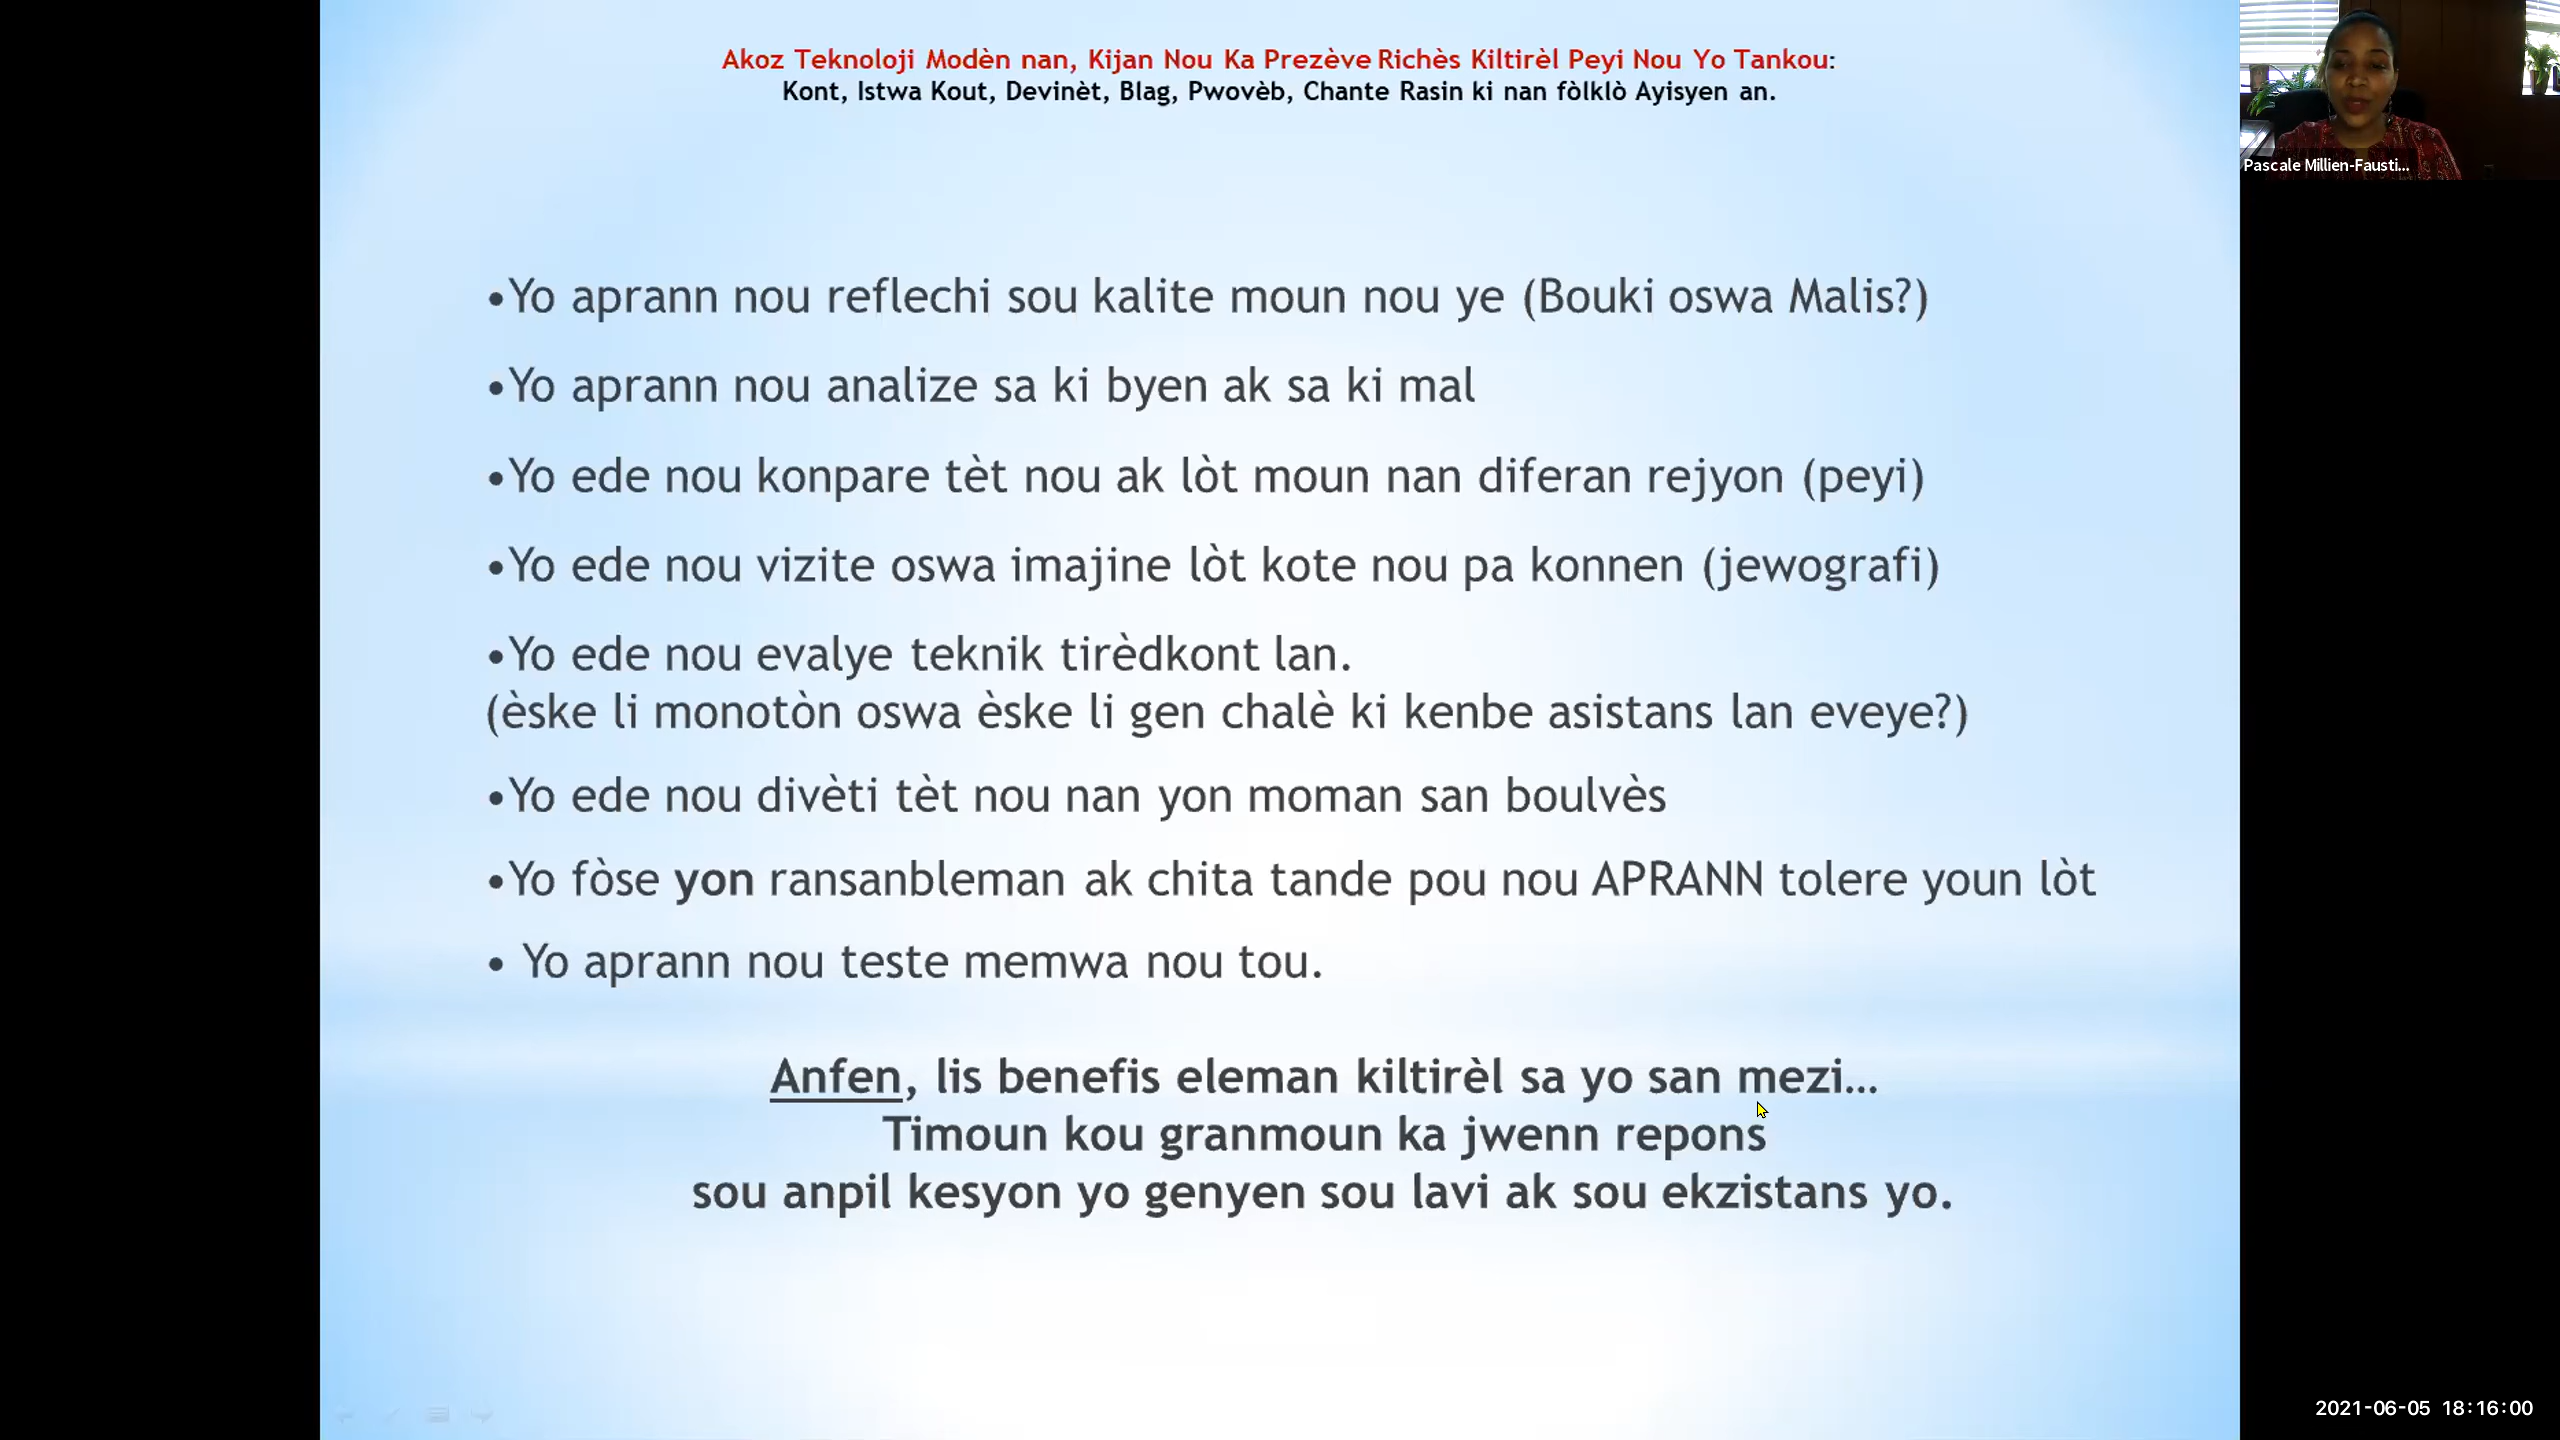 Akoz Teknoloji Modèn nan, Kijan Nou Ka Prezève Richès Kiltirèl Peyi Nou Yo Tankou:
Kont, Istwa Kout, Devinèt, Blag, Pwovèb, Chante Rasin ki nan fòlklò Ayisyen an.
Pascale Millien-Fausti...
•Yo aprann nou reflechi sou kalite moun nou ye (Bouki oswa Malis?)
•Yo aprann nou analize sa ki byen ak sa ki mal
•Yo ede nou konpare tèt nou ak lòt moun nan diferan rejyon (peyi)
•Yo ede nou vizite oswa imajine lòt kote nou pa konnen (jewografi)
•Yo ede nou evalye teknik tirèdkont lan.
(èske li monotòn oswa èske li gen chalè ki kenbe asistans lan eveye?)
•Yo ede nou divèti tèt nou nan yon moman san boulvès
•Yo fòse yon ransanbleman ak chita tande pou nou APRANN tolere youn lòt
• Yo aprann nou teste memwa nou tou.
Anfen, lis benefis eleman kiltirèl sa yo san mezi...
Timoun kou granmoun ka jwenn repons
sou anpil kesyon yo genyen sou lavi ak sou ekzistans yo.
2021-06-05 18:16:00